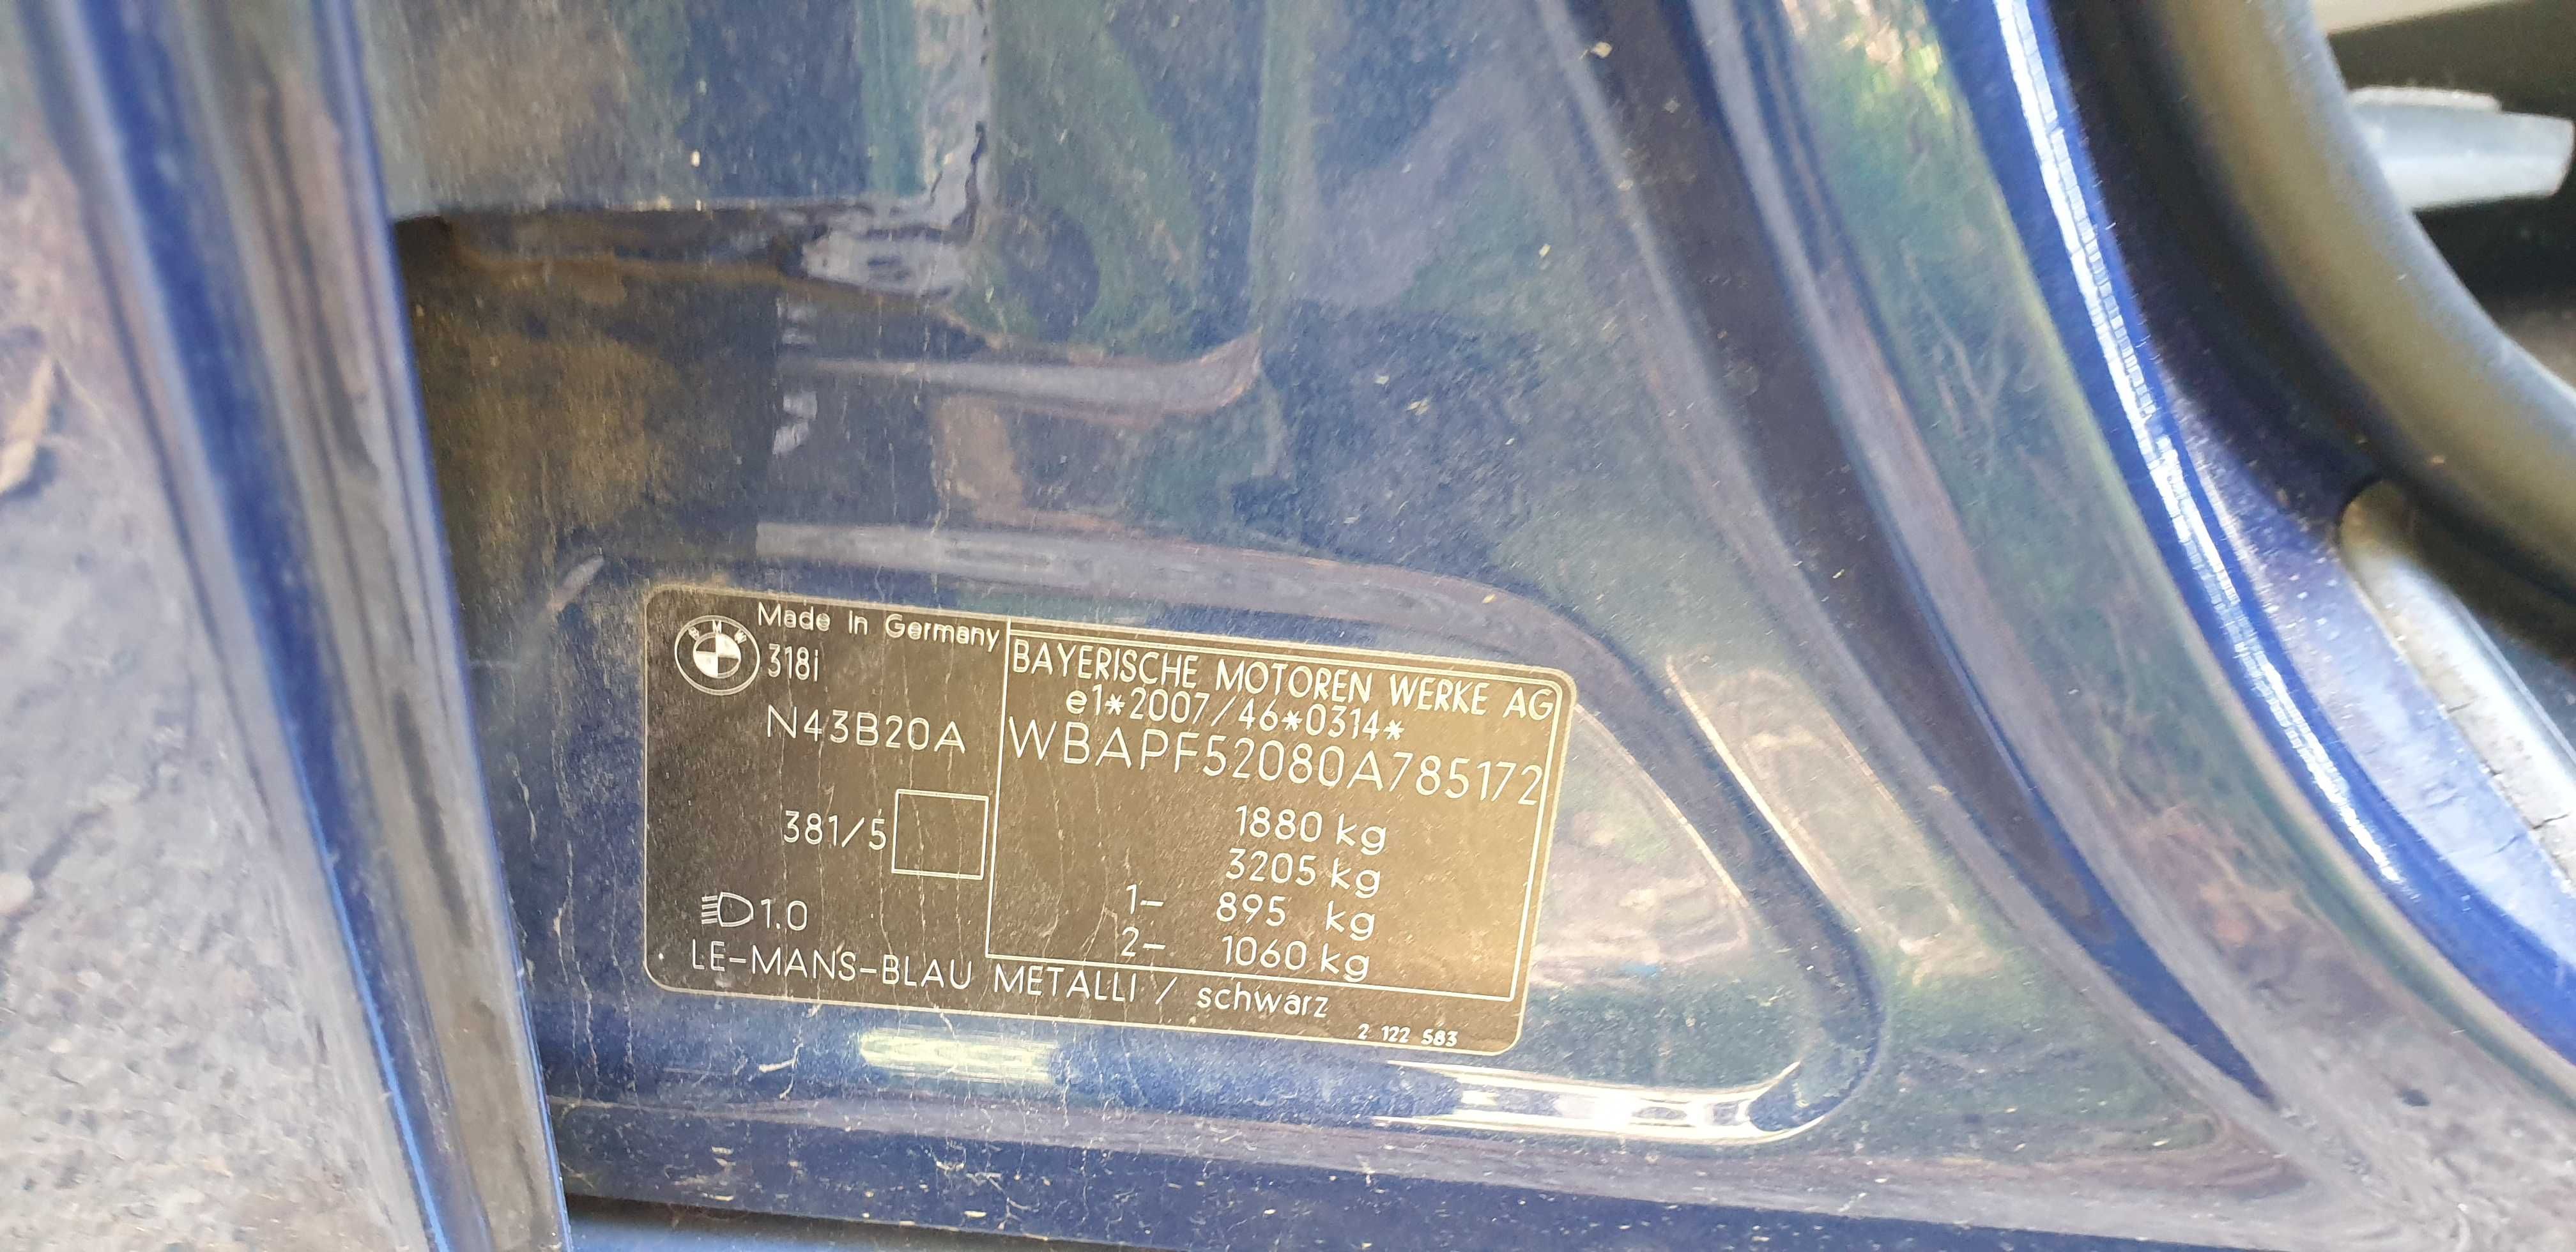 BMW
Made In Germany
318i
N43B20A
381/5
1.0
BAYERISCHE MOTOREN WERKE AG
e1*2007/46*0314*
WBAPF52080A785172
1880 kg
3205 kg
1- 895 kg
2- 1060 kg
LE-MANS-BLAU METALLI / schwarz
2 122 583